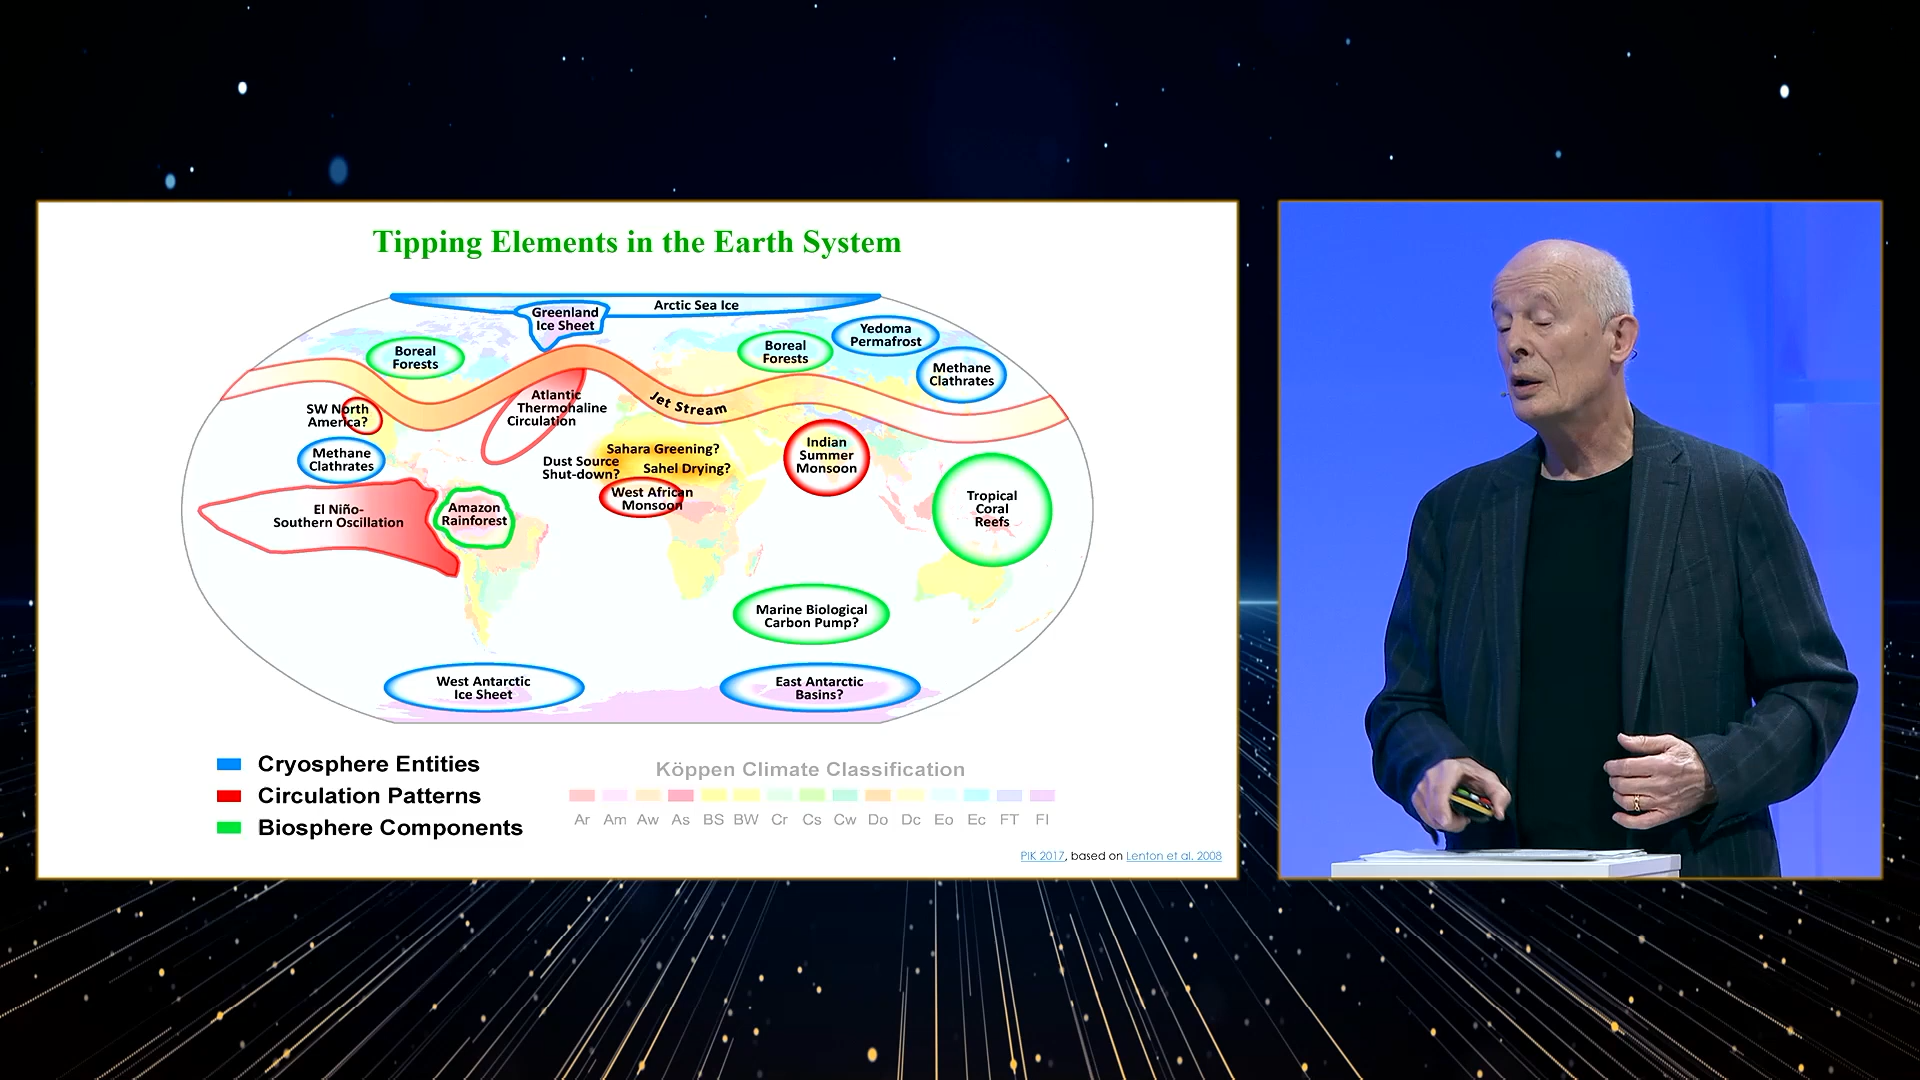 Tipping Elements in the Earth System
Arctic Sea Ice
Greenland
Ice Sheet
Yedoma
Permafrost
Boreal
Forests
Boreal
Forests
Methane
Clathrates
Jet Stream
Atlantic
Thermohaline
Circulation
SW North
America?
Methane
Clathrates
Sahara Greening?
Dust Source
Shut-down?
Sahel Drying?
West African
Monsoon
Indian
Summer
Monsoon
Tropical
Coral
Reefs
El Niño-
Southern Oscillation
Amazon
Rainforest
Marine Biological
Carbon Pump?
West Antarctic
Ice Sheet
East Antarctic
Basins?
Cryosphere Entities
Circulation Patterns
Biosphere Components
Köppen Climate Classification
Ar Am Aw As BS BW Cr Cs Cw Do Dc Eo Ec FT FI
PIK 2017, based on Lenton et al. 2008